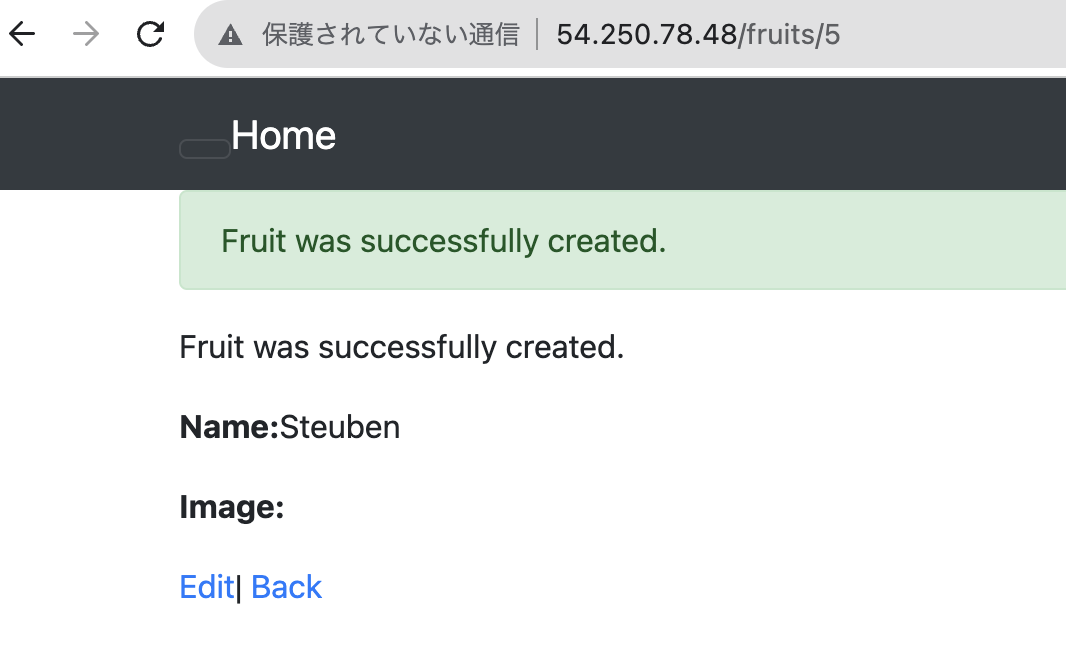 保護されていない通信 | 54.250.78.48/fruits/5
Home
Fruit was successfully created.
Fruit was successfully created.
Name:Steuben
Image:
Edit| Back